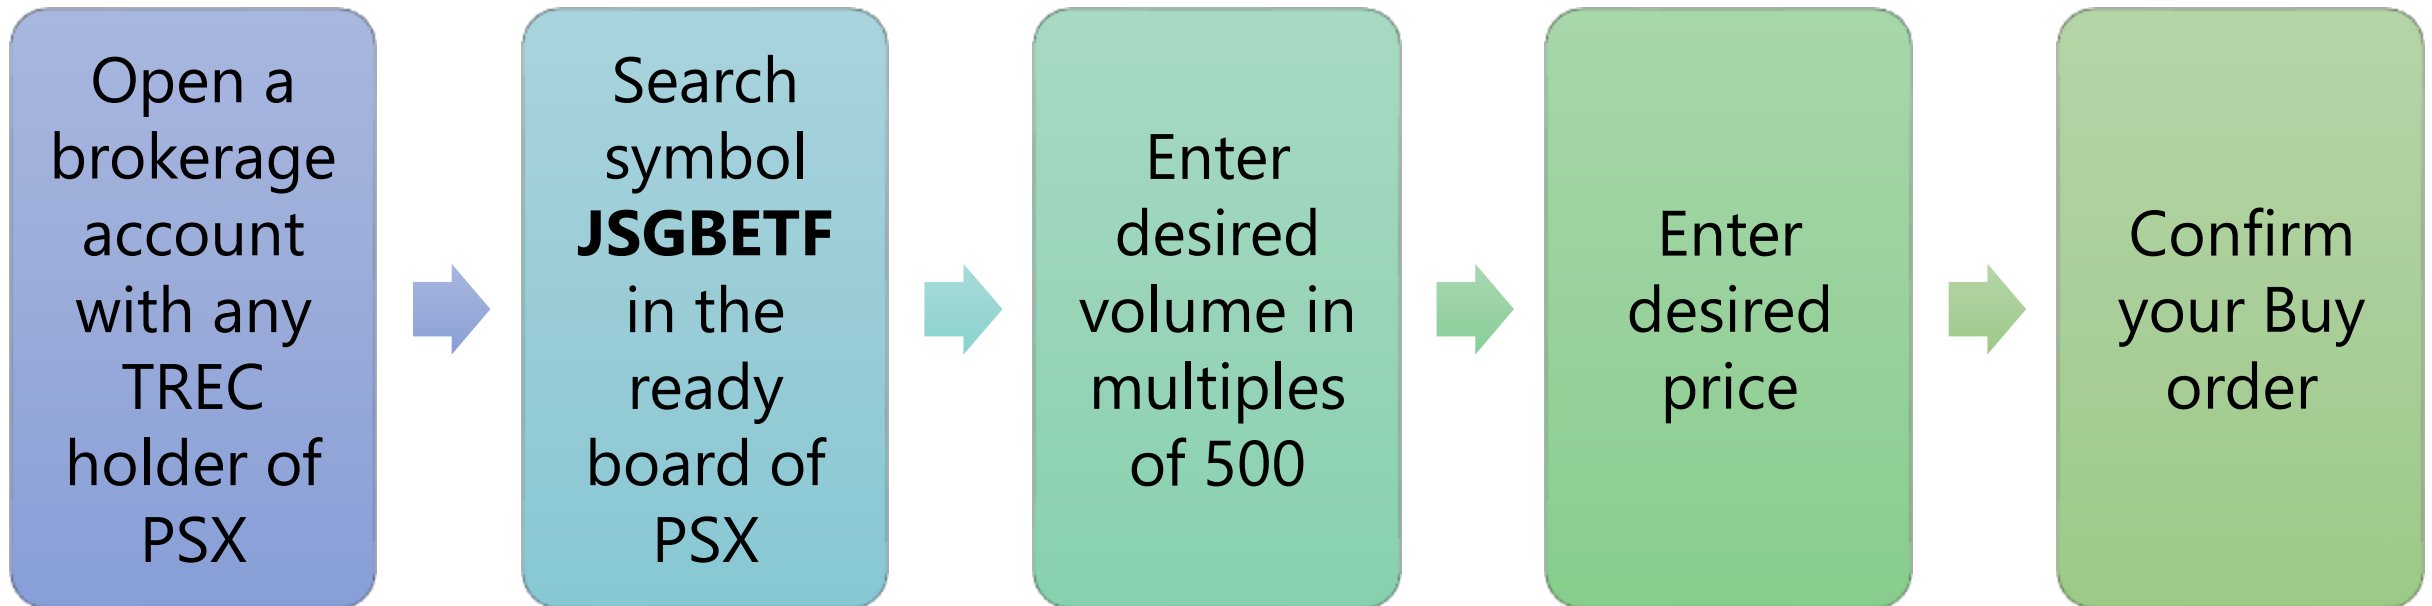 Open a
brokerage
account
with any
TREC
holder of
PSX
Search
symbol
JSGBETF
in the
ready
board of
PSX
Enter
desired
volume in
multiples
of 500
Enter
desired
price
Confirm
your Buy
order